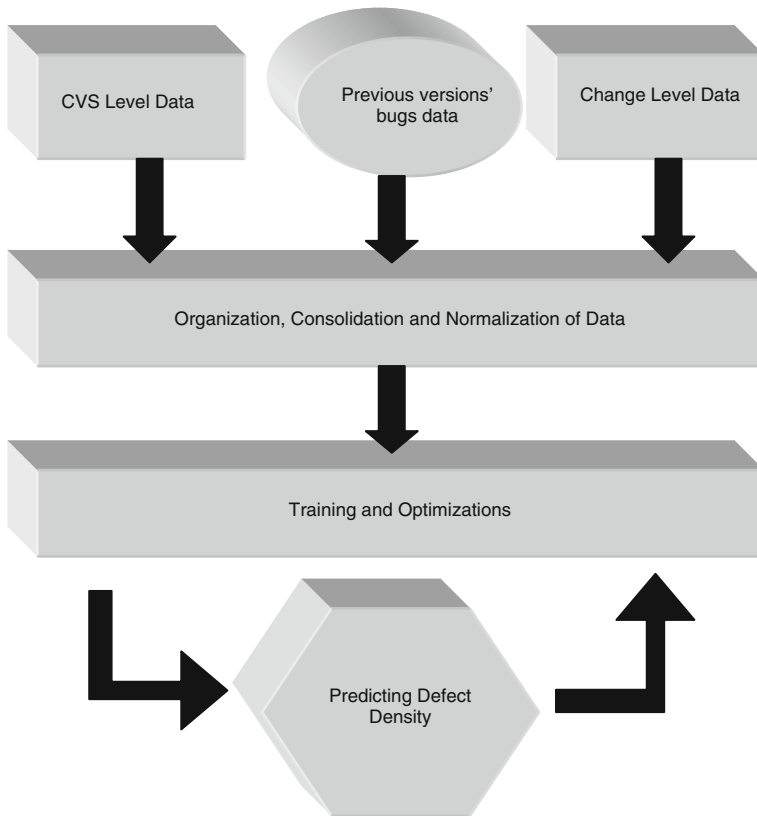 CVS Level Data
Previous versions’
bugs data
Change Level Data
Organization, Consolidation and Normalization of Data
Training and Optimizations
Predicting Defect
Density